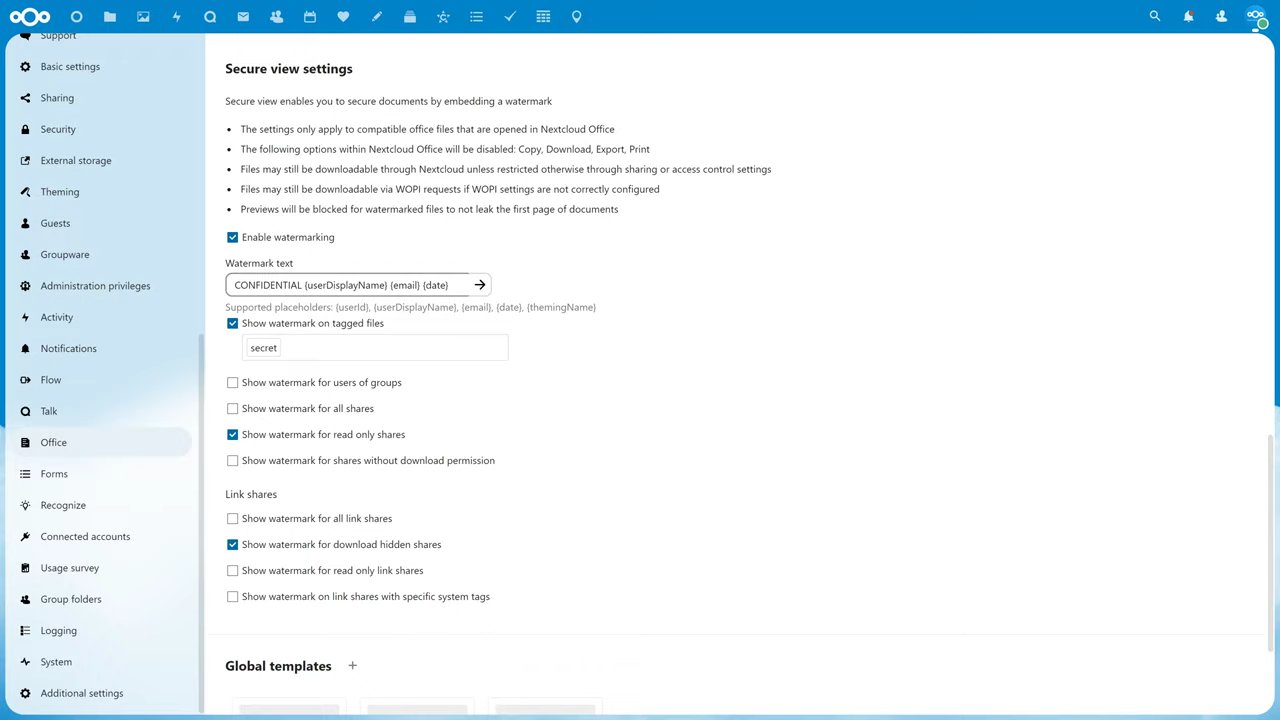 Support
Basic settings
Sharing
Security
External storage
Theming
Guests
Groupware
Administration privileges
Activity
Notifications
Flow
Talk
Office
Forms
Recognize
Connected accounts
Usage survey
Group folders
Logging
System
Additional settings
Secure view settings
Secure view enables you to secure documents by embedding a watermark
• The settings only apply to compatible office files that are opened in Nextcloud Office
• The following options within Nextcloud Office will be disabled: Copy, Download, Export, Print
• Files may still be downloadable through Nextcloud unless restricted otherwise through sharing or access control settings
• Files may still be downloadable via WOPI requests if WOPI settings are not correctly configured
• Previews will be blocked for watermarked files to not leak the first page of documents
Enable watermarking
Watermark text
CONFIDENTIAL {userDisplayName} {email} {date}
Supported placeholders: {userId}, {userDisplayName}, {email}, {date}, {themingName}
Show watermark on tagged files
secret
Show watermark for users of groups
Show watermark for all shares
Show watermark for read only shares
Show watermark for shares without download permission
Link shares
Show watermark for all link shares
Show watermark for download hidden shares
Show watermark for read only link shares
Show watermark on link shares with specific system tags
Global templates